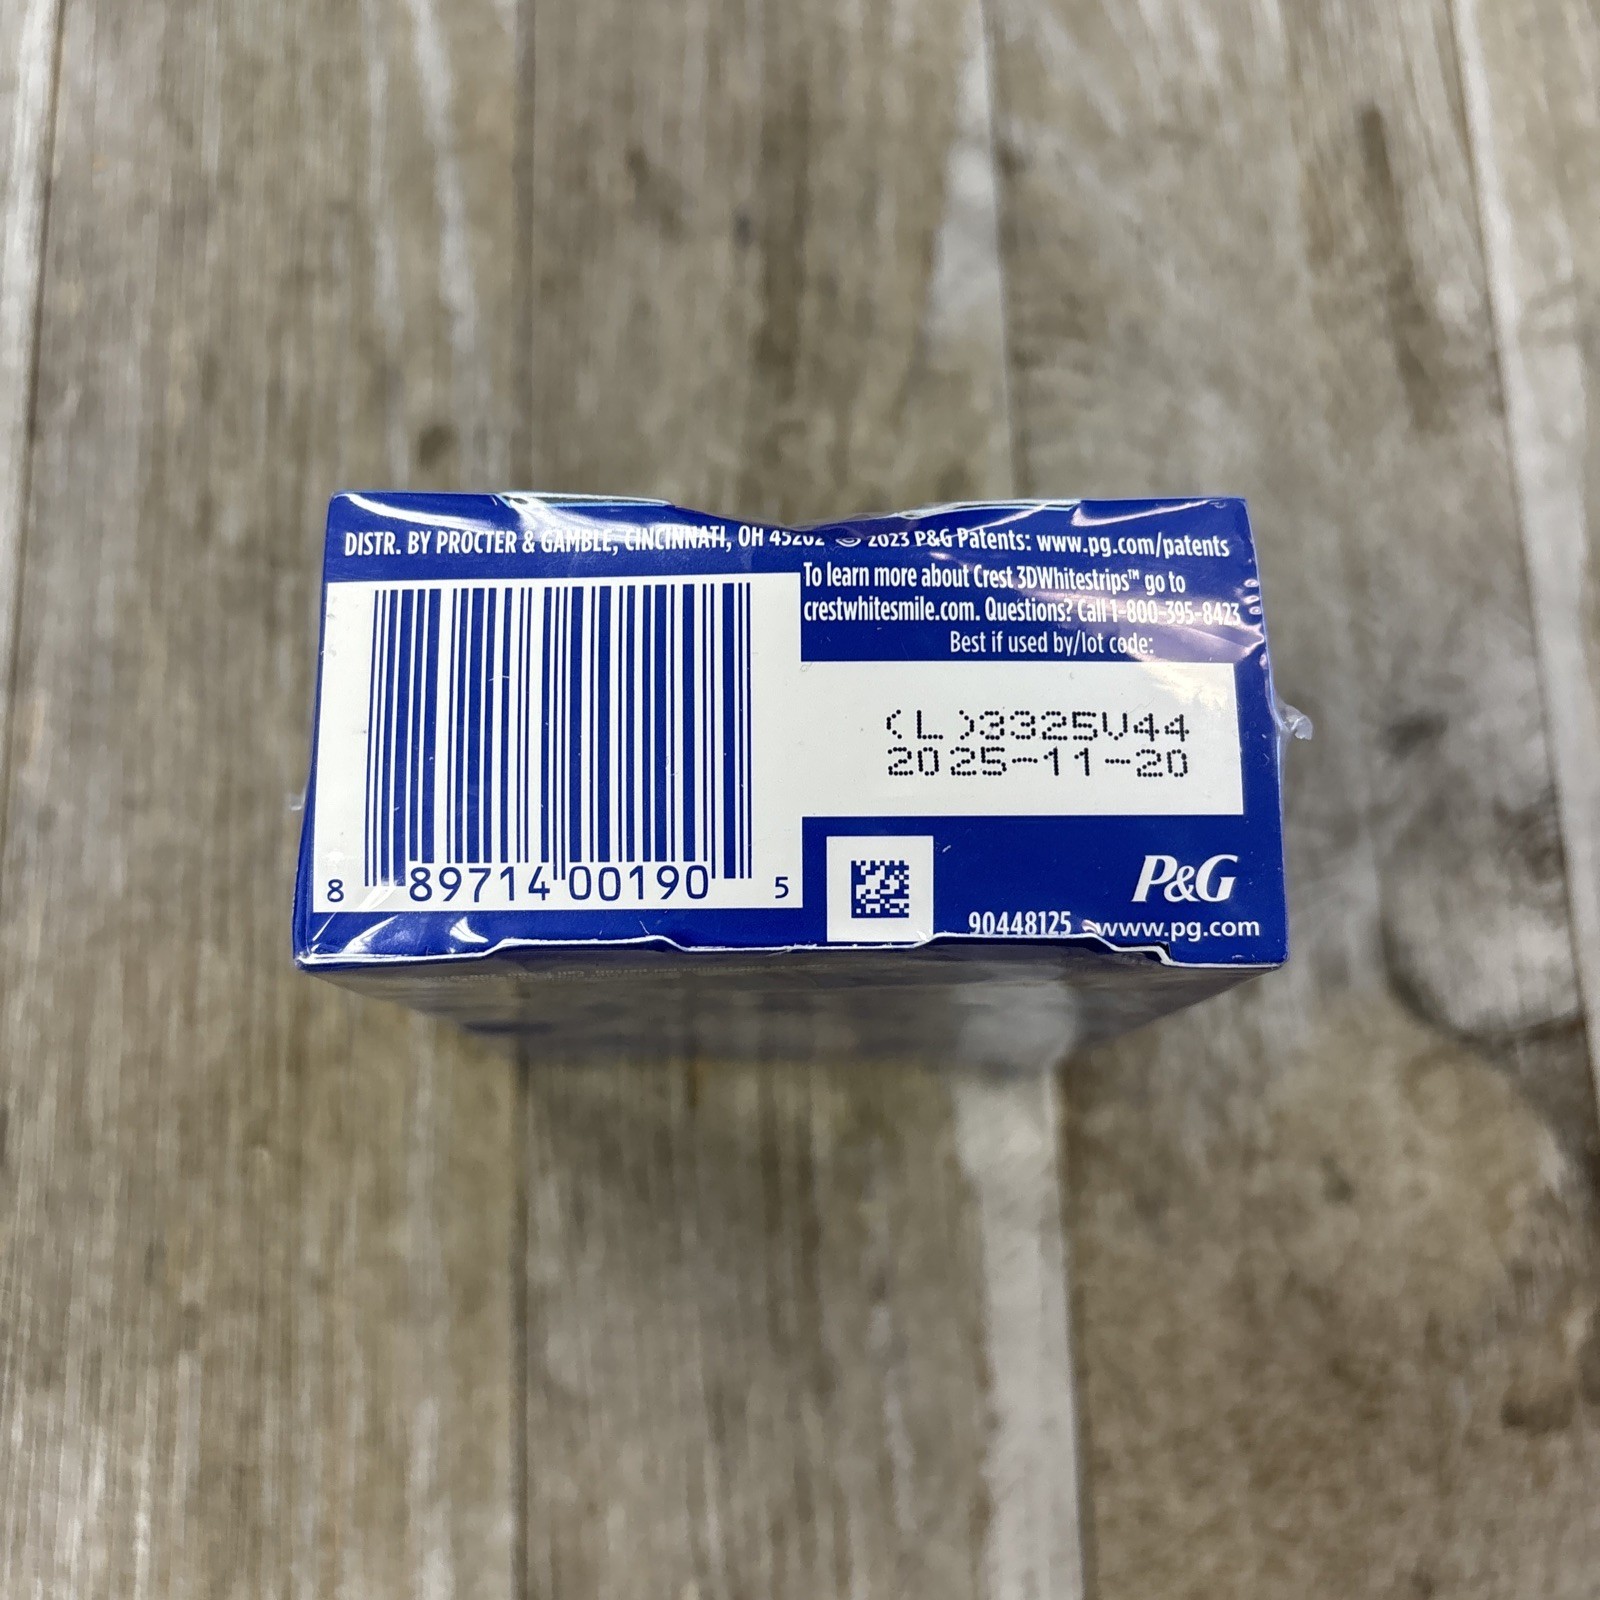 DISTR. BY PROCTER & GAMBLE, CINCINNATI, OH 45202 © 2023 P&G Patents: www.pg.com/patents
To learn more about Crest 3DWhitestrips™ go to
crestwhitesmile.com. Questions? Call 1-800-395-8423
Best if used by/lot code:
(L)3325V44
2025-11-20
8 89714 00190 5
P&G
90448125 www.pg.com